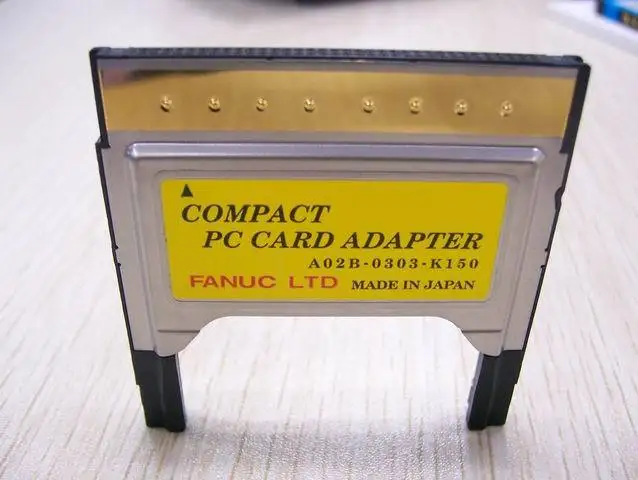 COMPACT
PC CARD ADAPTER
A02B-0303-K150
FANUC LTD MADE IN JAPAN